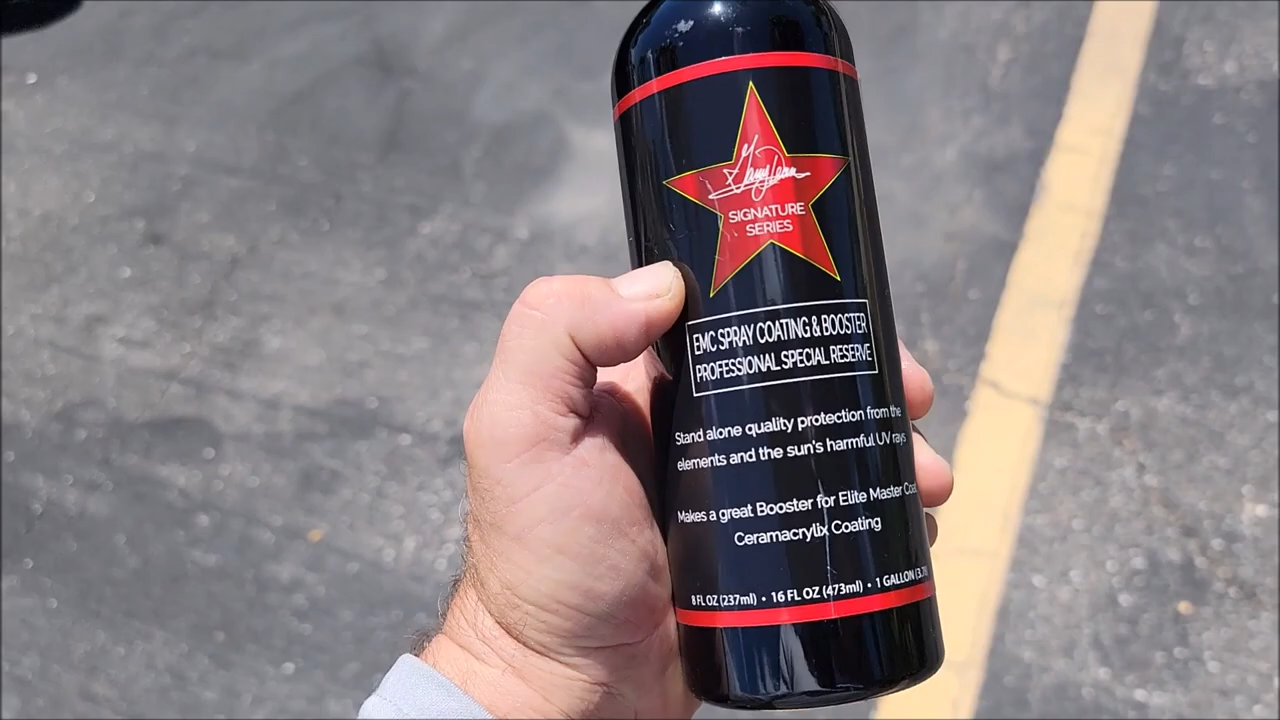 Gary Dean
SIGNATURE
SERIES
EMC SPRAY COATING & BOOSTER
PROFESSIONAL SPECIAL RESERVE
Stand alone quality protection from the
elements and the sun's harmful UV rays
Makes a great Booster for Elite Master
Ceramacrylix Coating
8 FL OZ (237ml) • 16 FL OZ (473ml) • 1 GALLON